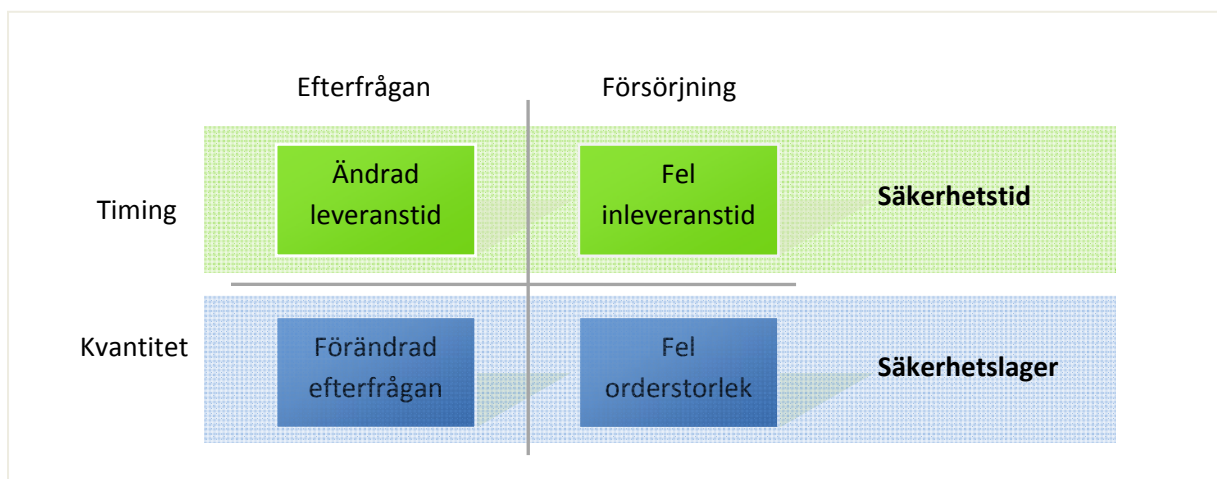 Efterfrågan
Försörjning
Timing
Ändrad
leveranstid
Fel
inleveranstid
Säkerhetstid
Kvantitet
Förändrad
efterfrågan
Fel
orderstorlek
Säkerhetslager